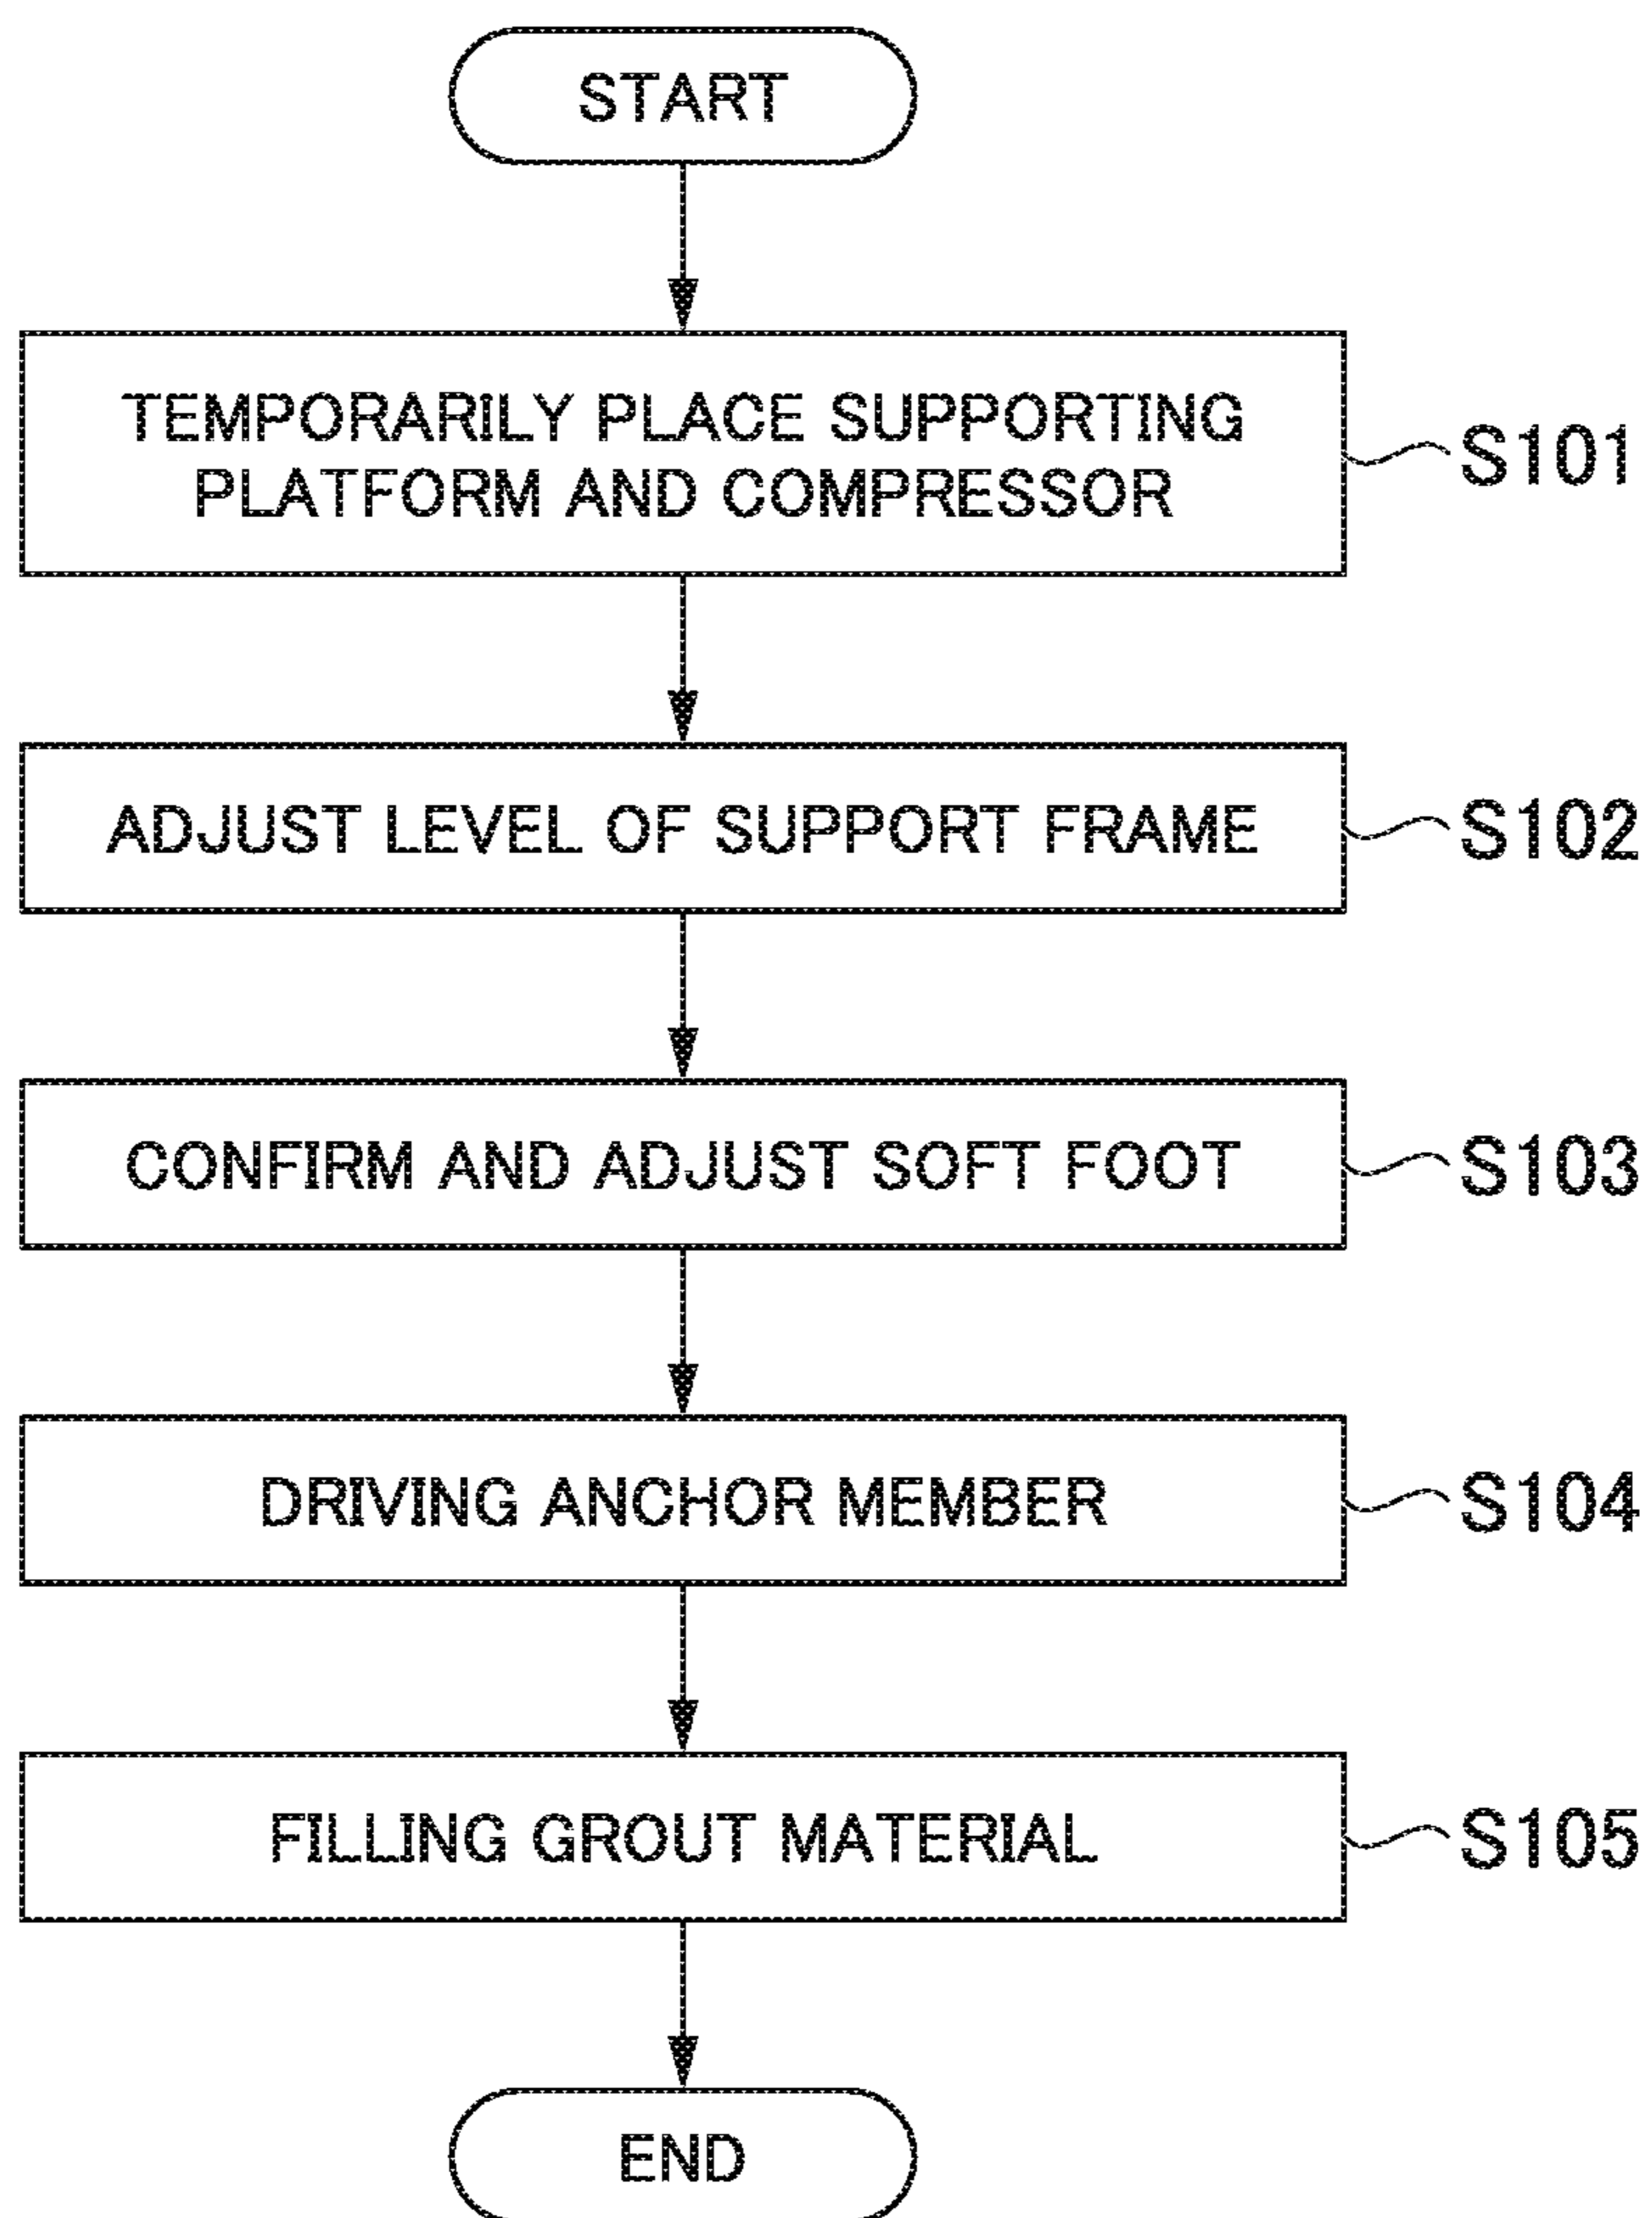 START
TEMPORARILY PLACE SUPPORTING
PLATFORM AND COMPRESSOR
S101
ADJUST LEVEL OF SUPPORT FRAME
S102
CONFIRM AND ADJUST SOFT FOOT
S103
DRIVING ANCHOR MEMBER
S104
FILLING GROUT MATERIAL
S105
END